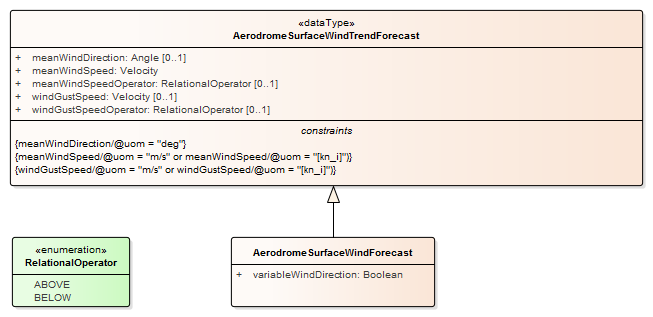 «dataType»
AerodromeSurfaceWindTrendForecast
+ meanWindDirection: Angle [0..1]
+ meanWindSpeed: Velocity
+ meanWindSpeedOperator: RelationalOperator [0..1]
+ windGustSpeed: Velocity [0..1]
+ windGustSpeedOperator: RelationalOperator [0..1]
constraints
{meanWindDirection/@uom = "deg"}
{meanWindSpeed/@uom = "m/s" or meanWindSpeed/@uom = "[kn_i]")}
{windGustSpeed/@uom = "m/s" or windGustSpeed/@uom = "[kn_i]")}
«enumeration»
RelationalOperator
ABOVE
BELOW
AerodromeSurfaceWindForecast
+ variableWindDirection: Boolean